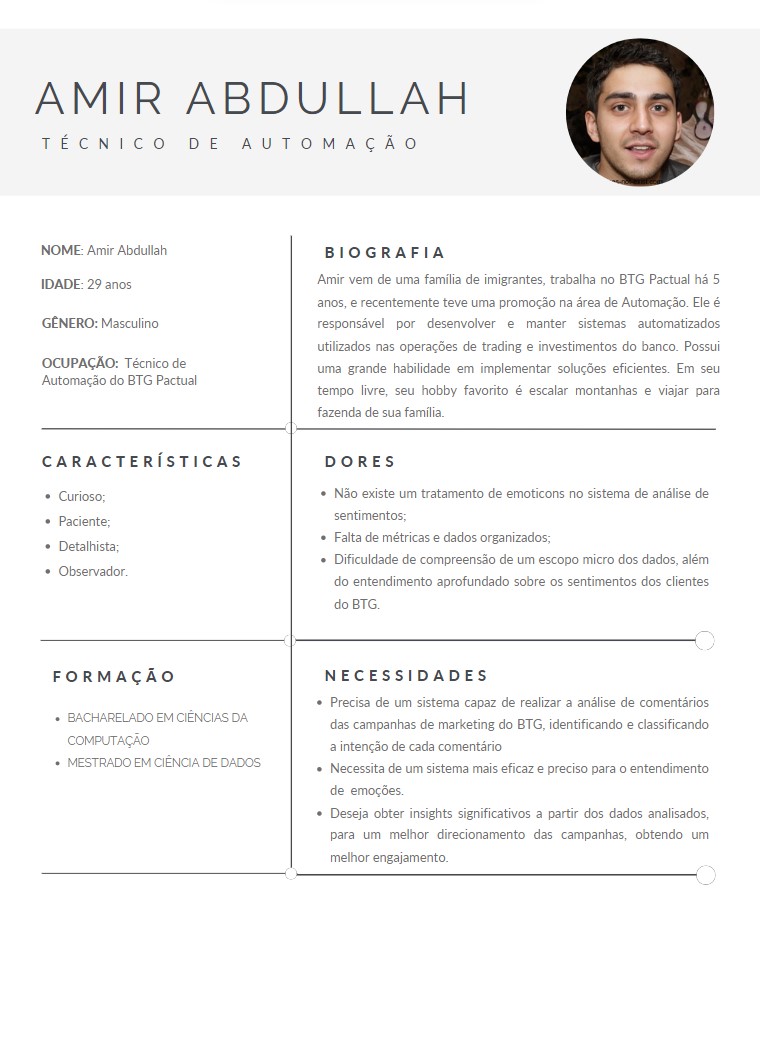 AMIR ABDULLAH
TÉCNICO DE AUTOMAÇÃO
NOME: Amir Abdullah
IDADE: 29 anos
GÊNERO: Masculino
OCUPAÇÃO: Técnico de
Automação do BTG Pactual
BIOGRAFIA
Amir vem de uma família de imigrantes, trabalha no BTG Pactual há 5
anos, e recentemente teve uma promoção na área de Automação. Ele é
responsável por desenvolver e manter sistemas automatizados
utilizados nas operações de trading e investimentos do banco. Possui
uma grande habilidade em implementar soluções eficientes. Em seu
tempo livre, seu hobby favorito é escalar montanhas e viajar para
fazenda de sua família.
CARACTERÍSTICAS
• Curioso;
• Paciente;
• Detalhista;
• Observador.
DORES
• Não existe um tratamento de emoticons no sistema de análise de
sentimentos;
• Falta de métricas e dados organizados;
• Dificuldade de compreensão de um escopo micro dos dados, além
do entendimento aprofundado sobre os sentimentos dos clientes
do BTG.
FORMAÇÃO
• BACHARELADO EM CIÊNCIAS DA
COMPUTAÇÃO
• MESTRADO EM CIÊNCIA DE DADOS
NECESSIDADES
• Precisa de um sistema capaz de realizar a análise de comentários
das campanhas de marketing do BTG, identificando e classificando
a intenção de cada comentário
• Necessita de um sistema mais eficaz e preciso para o entendimento
de emoções.
• Deseja obter insights significativos a partir dos dados analisados,
para um melhor direcionamento das campanhas, obtendo um
melhor engajamento.